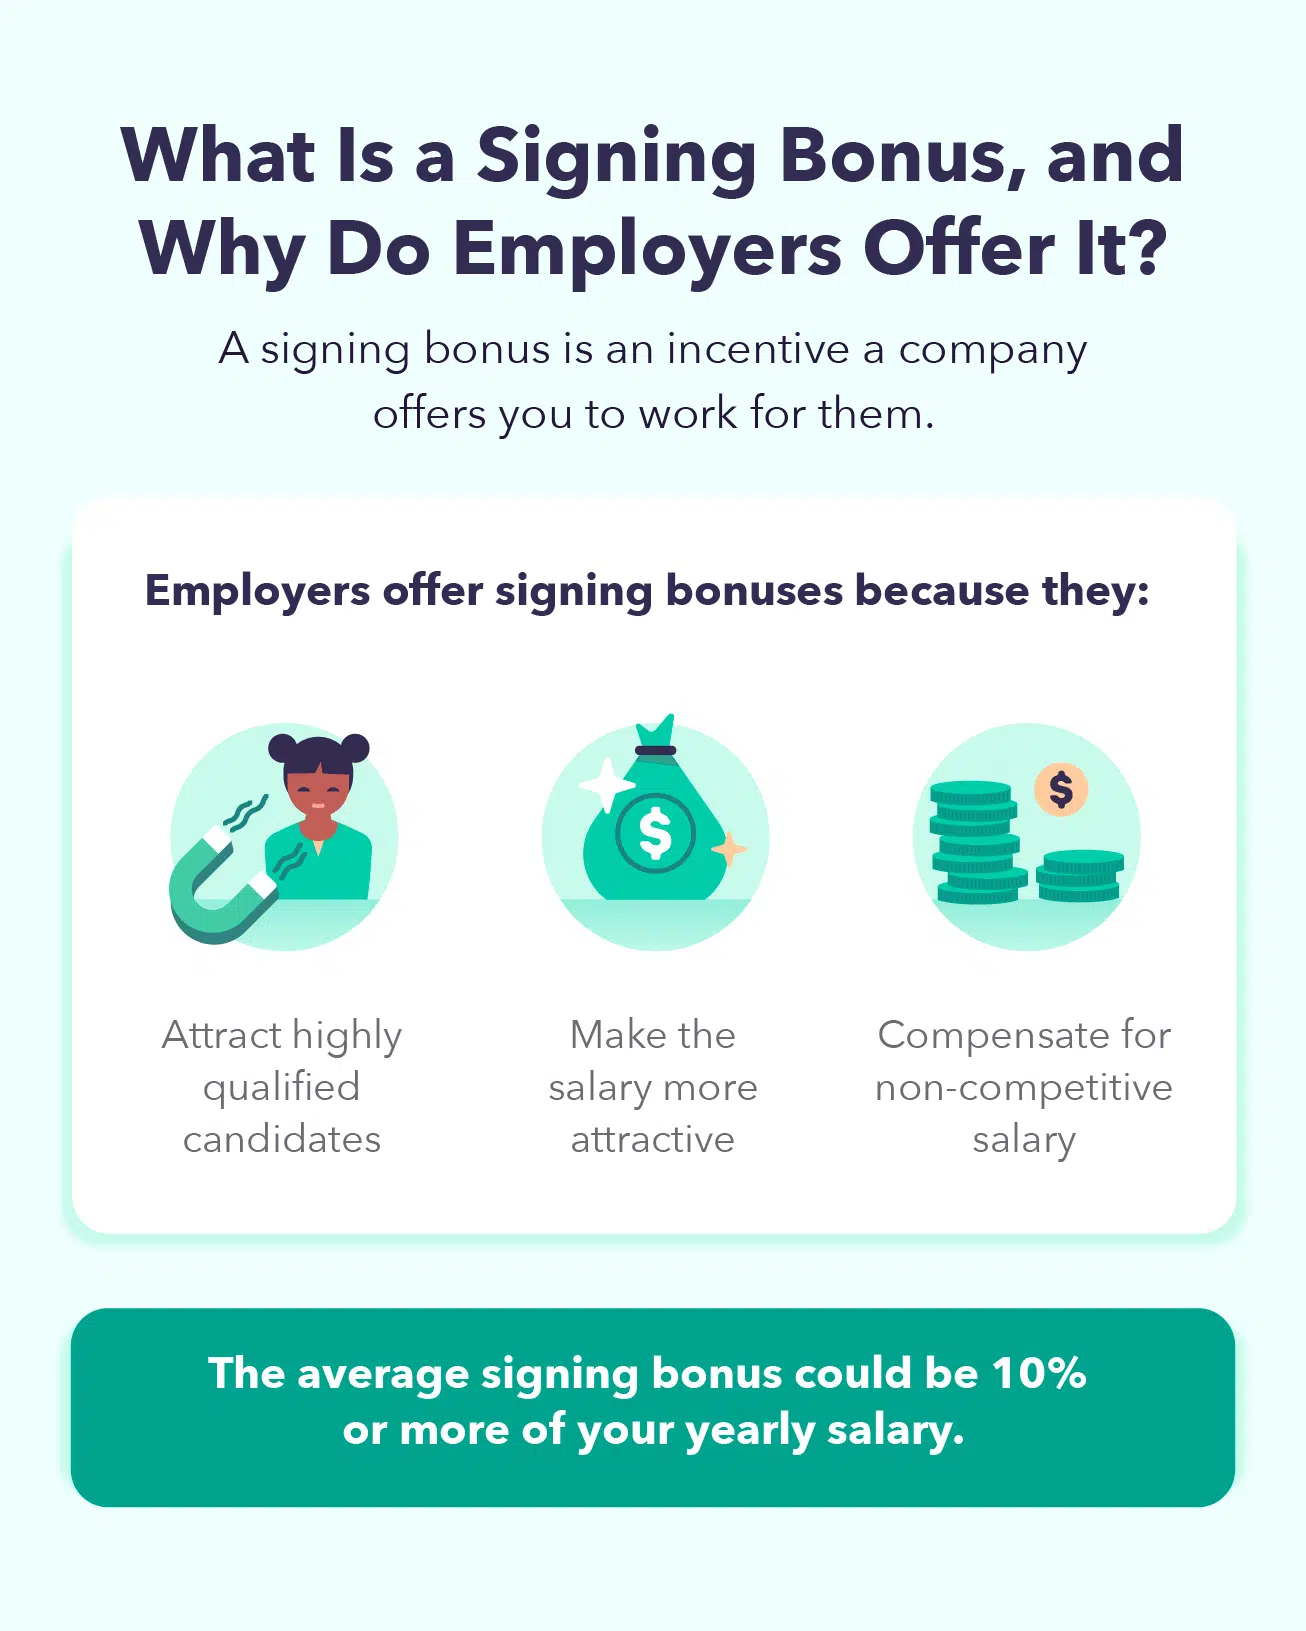 What Is a Signing Bonus, and
Why Do Employers Offer It?
A signing bonus is an incentive a company
offers you to work for them.
Employers offer signing bonuses because they:
$
$
Attract highly
qualified
candidates
Make the
salary more
attractive
Compensate for
non-competitive
salary
The average signing bonus could be 10%
or more of your yearly salary.